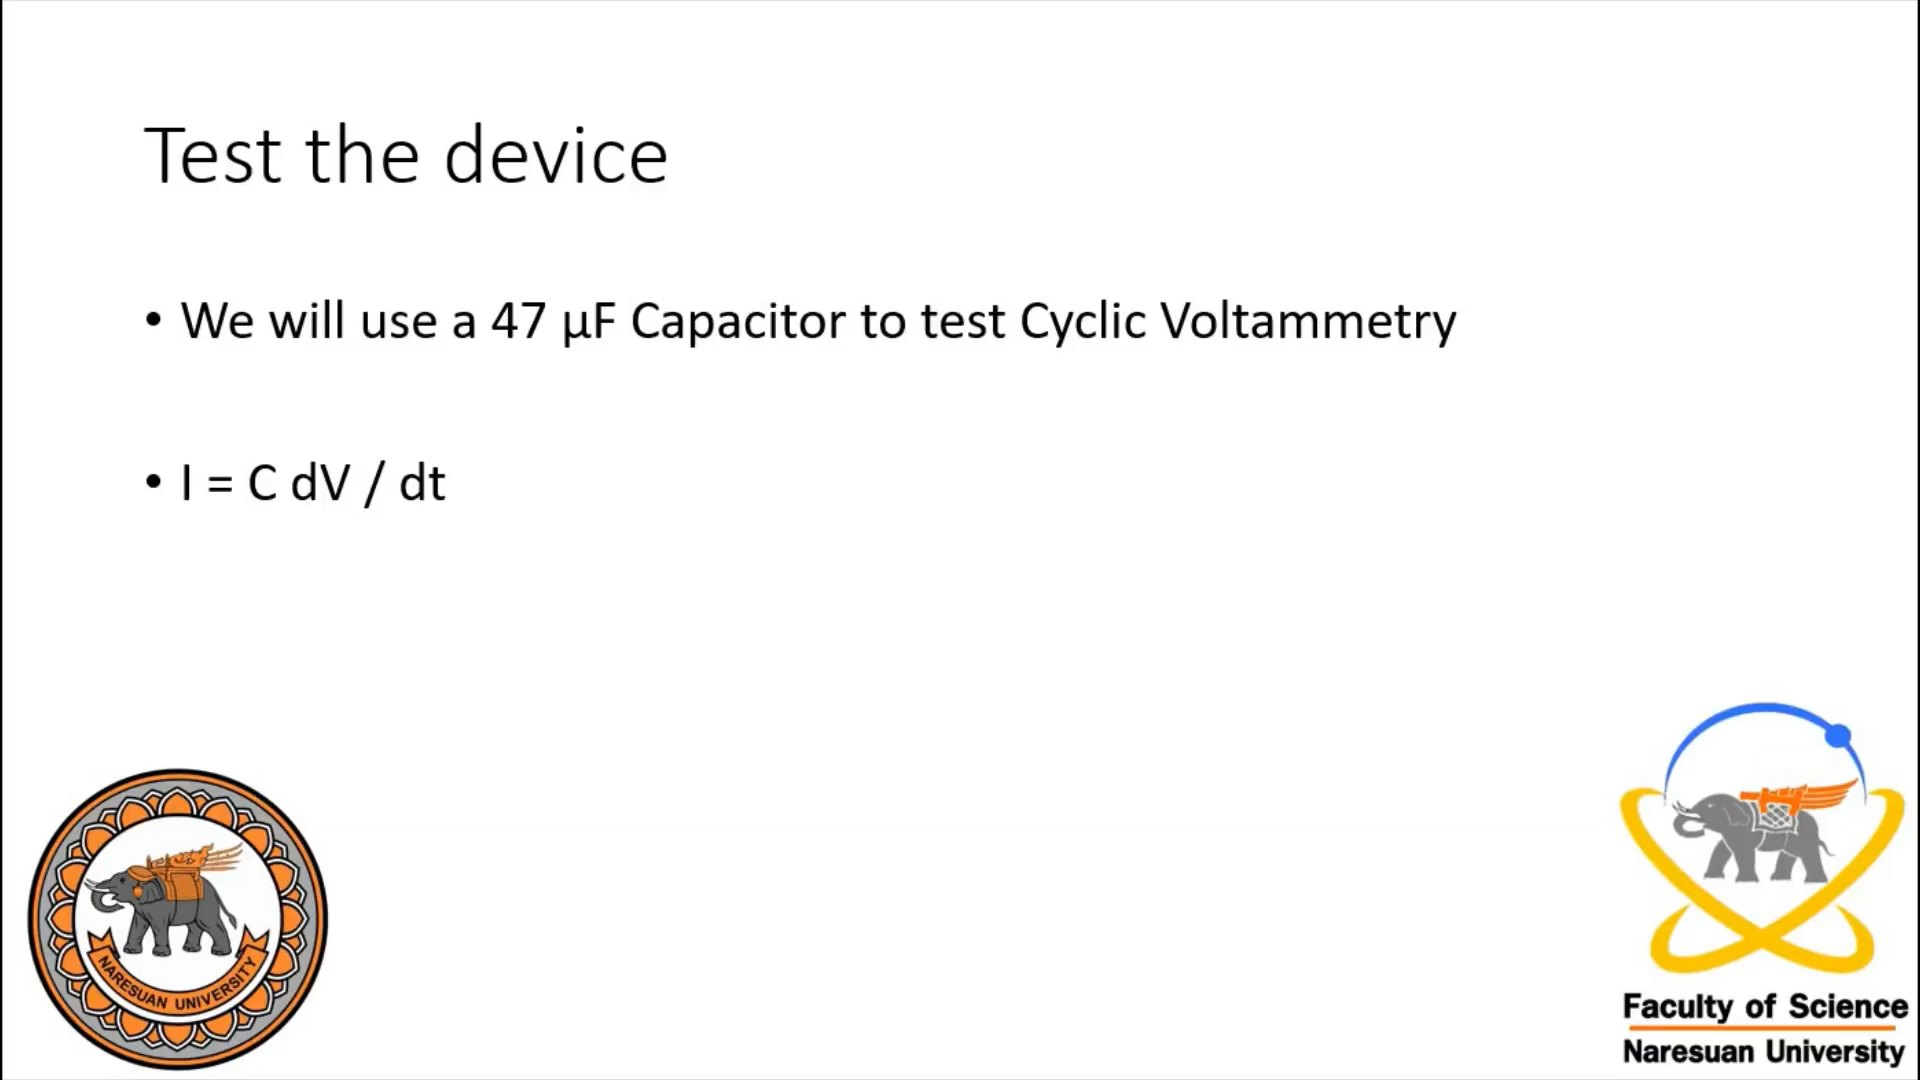 Test the device
• We will use a 47 µF Capacitor to test Cyclic Voltammetry
• I = C dV / dt
NARESUAN UNIVERSITY
Faculty of Science
Naresuan University